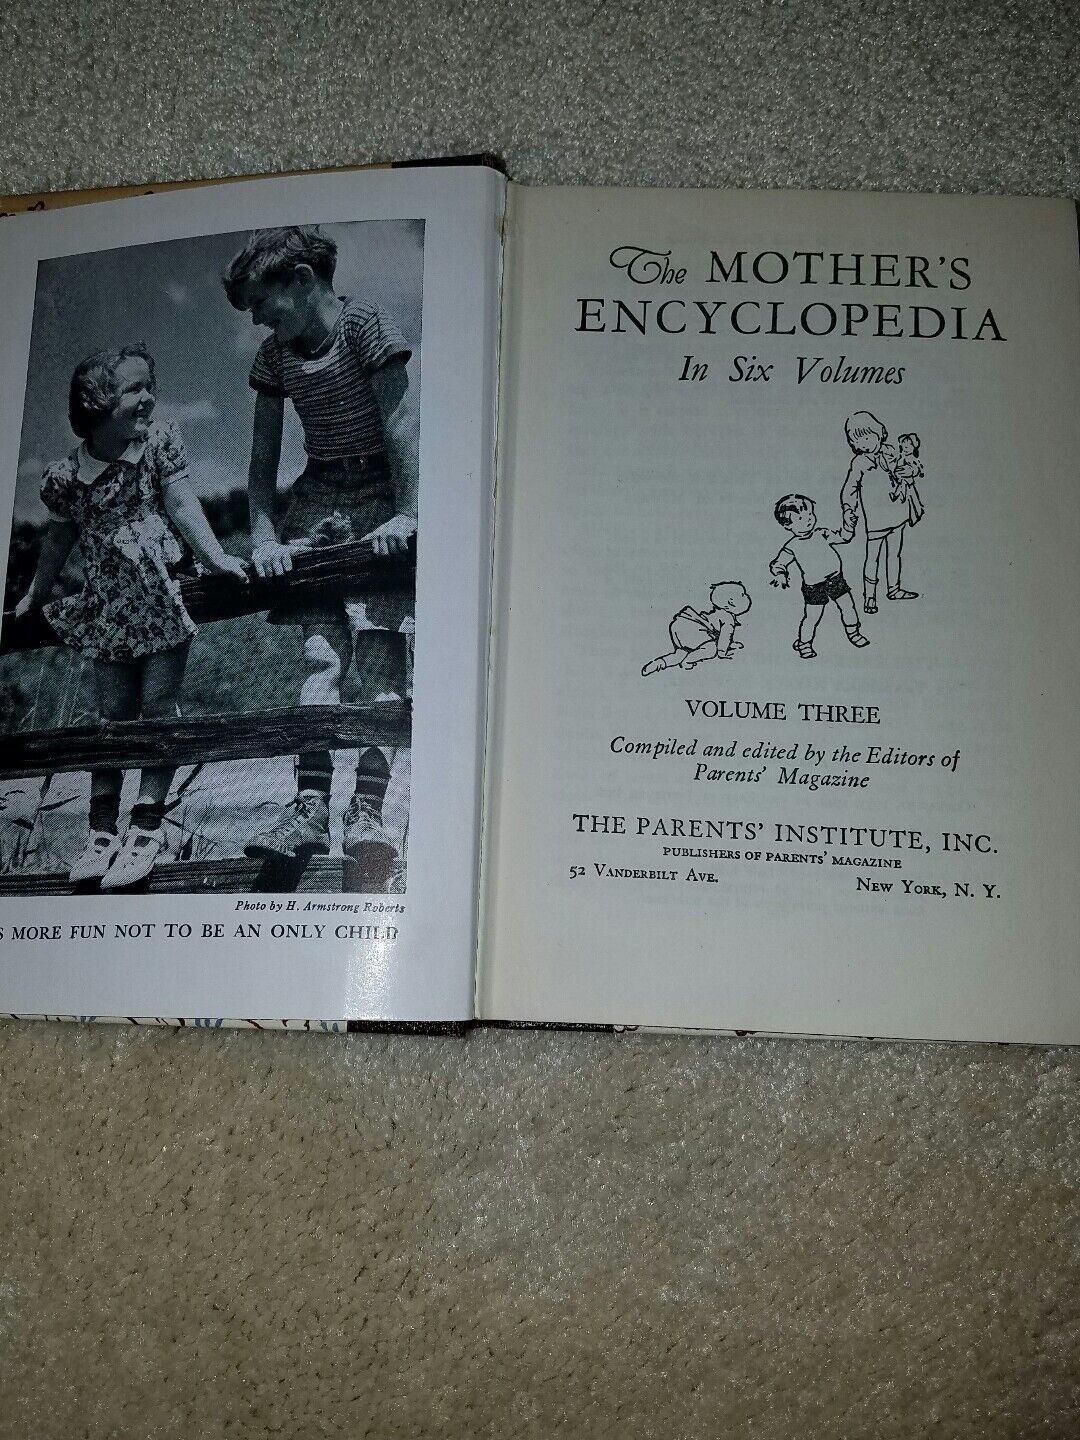 Photo by H. Armstrong Roberts
S MORE FUN NOT TO BE AN ONLY CHILD
The MOTHER'S
ENCYCLOPEDIA
In Six Volumes
VOLUME THREE
Compiled and edited by the Editors of
Parents' Magazine
THE PARENTS' INSTITUTE, INC.
PUBLISHERS OF PARENTS' MAGAZINE
52 VANDERBILT AVE. NEW YORK, N. Y.